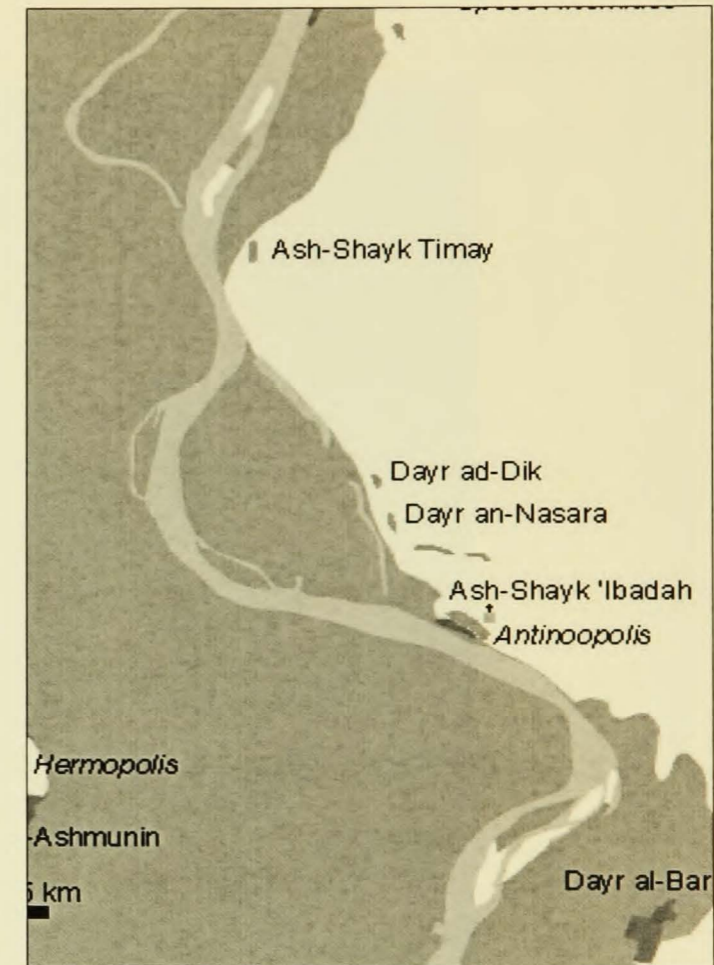 Ash-Shayk Timay
Dayr ad-Dik
Dayr an-Nasara
Ash-Shayk 'Ibadah
Antinoopolis
Hermopolis
-Ashmunin
5 km
Dayr al-Bar